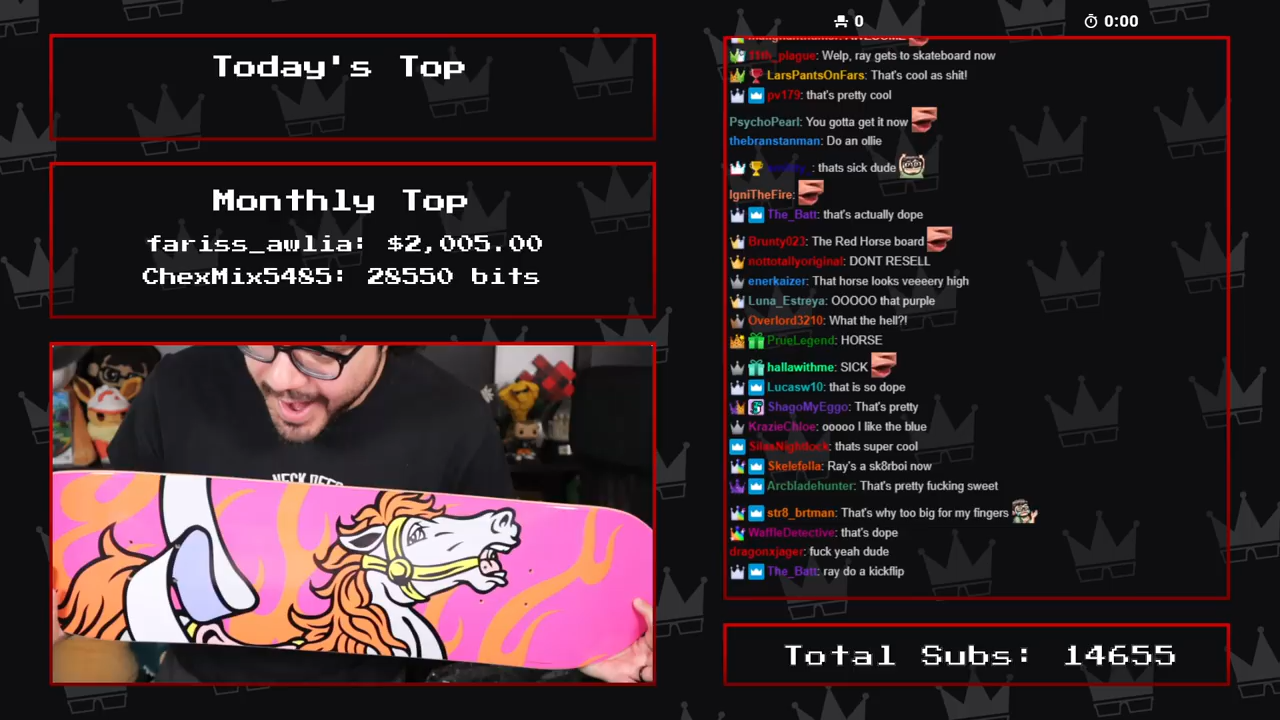 0
0:00
Today's Top
Monthly Top
fariss_awlia: $2,005.00
ChexMix5485: 28550 bits
NECK DEEP
11th_plague: Welp, ray gets to skateboard now
LarsPantsOnFars: That's cool as shit!
pv179: that's pretty cool
PsychoPearl: You gotta get it now
thebranstanman: Do an ollie
: thats sick dude
IgniTheFire:
The_Batt: that's actually dope
Brunty023: The Red Horse board
nottotallyoriginal: DONT RESELL
enerkaizer: That horse looks veeeery high
Luna_Estreya: OOOOO that purple
Overlord3210: What the hell?!
PrueLegend: HORSE
hallawithme: SICK
Lucasw10: that is so dope
ShagoMyEggo: That's pretty
KrazieChloe: ooooo I like the blue
SilexNightlock: thats super cool
Skelefella: Ray's a sk8rboi now
Arcbladehunter: That's pretty fucking sweet
str8_brtman: That's why too big for my fingers
WaffleDetective: that's dope
dragonxjager: fuck yeah dude
The_Batt: ray do a kickflip
Total Subs: 14655